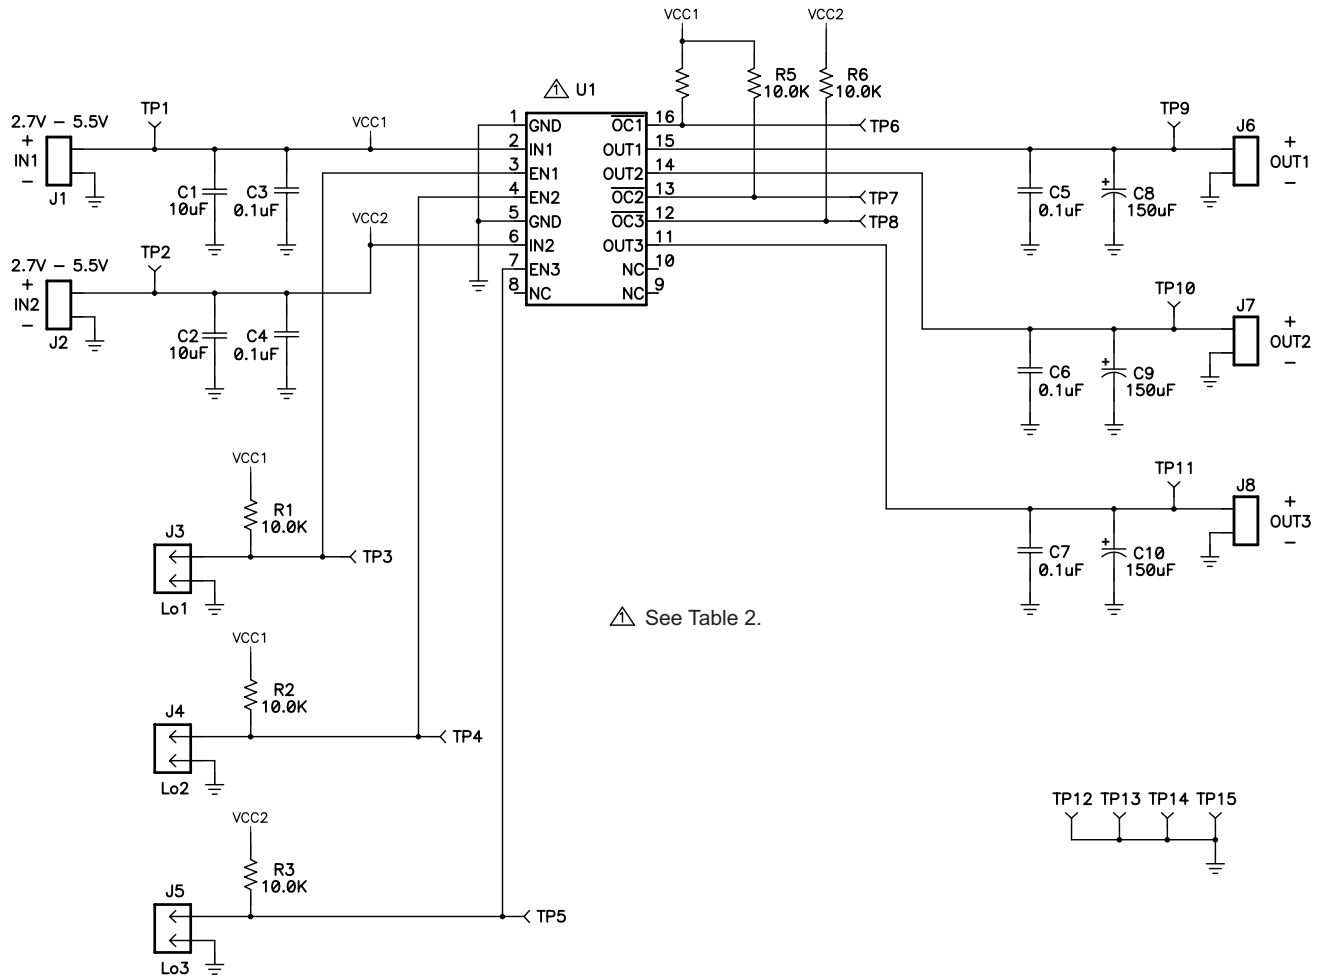 VCC1 VCC2
R5 10.0K
R6 10.0K
1 U1
2.7V – 5.5V
+
IN1
–
J1
TP1
VCC1
C1 10uF
C3 0.1uF
2.7V – 5.5V
+
IN2
–
J2
TP2
VCC2
C2 10uF
C4 0.1uF
1 GND
2 IN1
3 EN1
4 EN2
5 GND
6 IN2
7 EN3
8 NC
OC1 16
OUT1 15
OUT2 14
OC2 13
OC3 12
OUT3 11
NC 10
NC 9
TP6
TP7
TP8
TP9
J6
+
OUT1
–
C5 0.1uF
+ C8 150uF
TP10
J7
+
OUT2
–
C6 0.1uF
+ C9 150uF
TP11
J8
+
OUT3
–
C7 0.1uF
+ C10 150uF
VCC1
R1 10.0K
J3
Lo1
TP3
1 See Table 2.
VCC1
R2 10.0K
J4
Lo2
TP4
VCC2
R3 10.0K
J5
Lo3
TP5
TP12 TP13 TP14 TP15